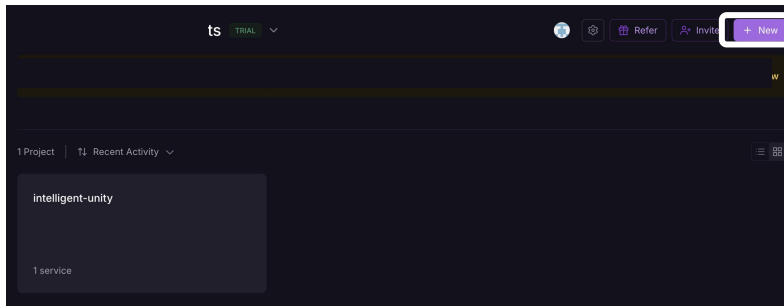 ts TRIAL Refer Invite + New
w
1 Project Recent Activity
intelligent-unity
1 service